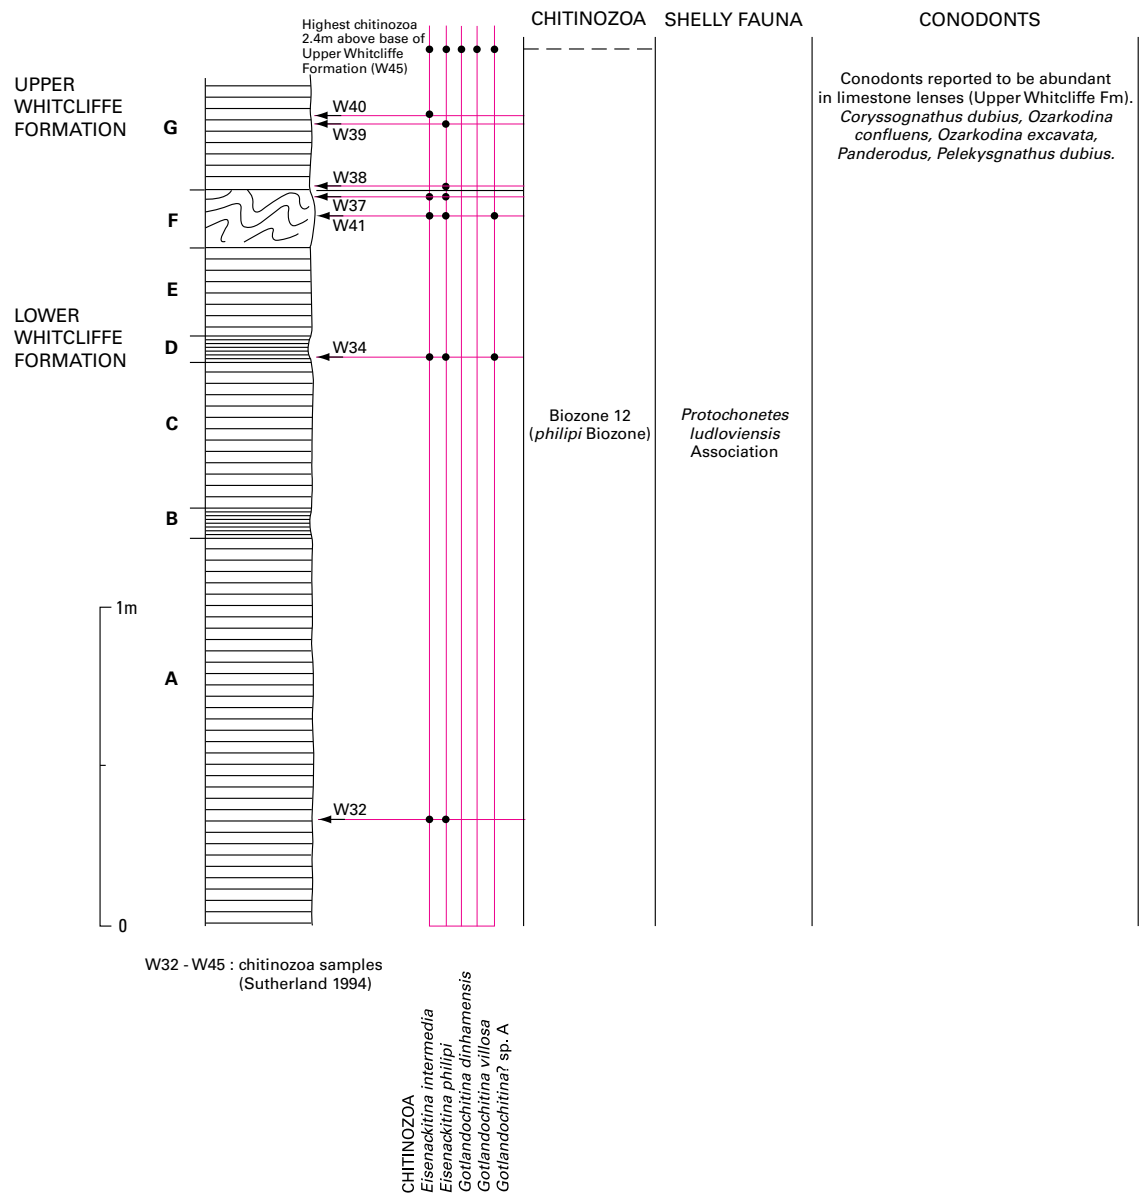 CHITINOZOA
SHELLY FAUNA
CONODONTS
Highest chitinozoa
2.4m above base of
Upper Whitcliffe
Formation (W45)
UPPER
WHITCLIFFE
FORMATION
G
W40
W39
W38
W37
W41
F
E
LOWER
WHITCLIFFE
FORMATION
D
W34
C
B
1m
A
W32
0
Conodonts reported to be abundant
in limestone lenses (Upper Whitcliffe Fm).
Coryssognathus dubius, Ozarkodina
confluens, Ozarkodina excavata,
Panderodus, Pelekysgnathus dubius.
Biozone 12
(philipi Biozone)
Protochonetes
ludloviensis
Association
W32 - W45 : chitinozoa samples
(Sutherland 1994)
CHITINOZOA
Eisenackitina intermedia
Eisenackitina philipi
Gotlandochitina dinhamensis
Gotlandochitina villosa
Gotlandochitina? sp. A